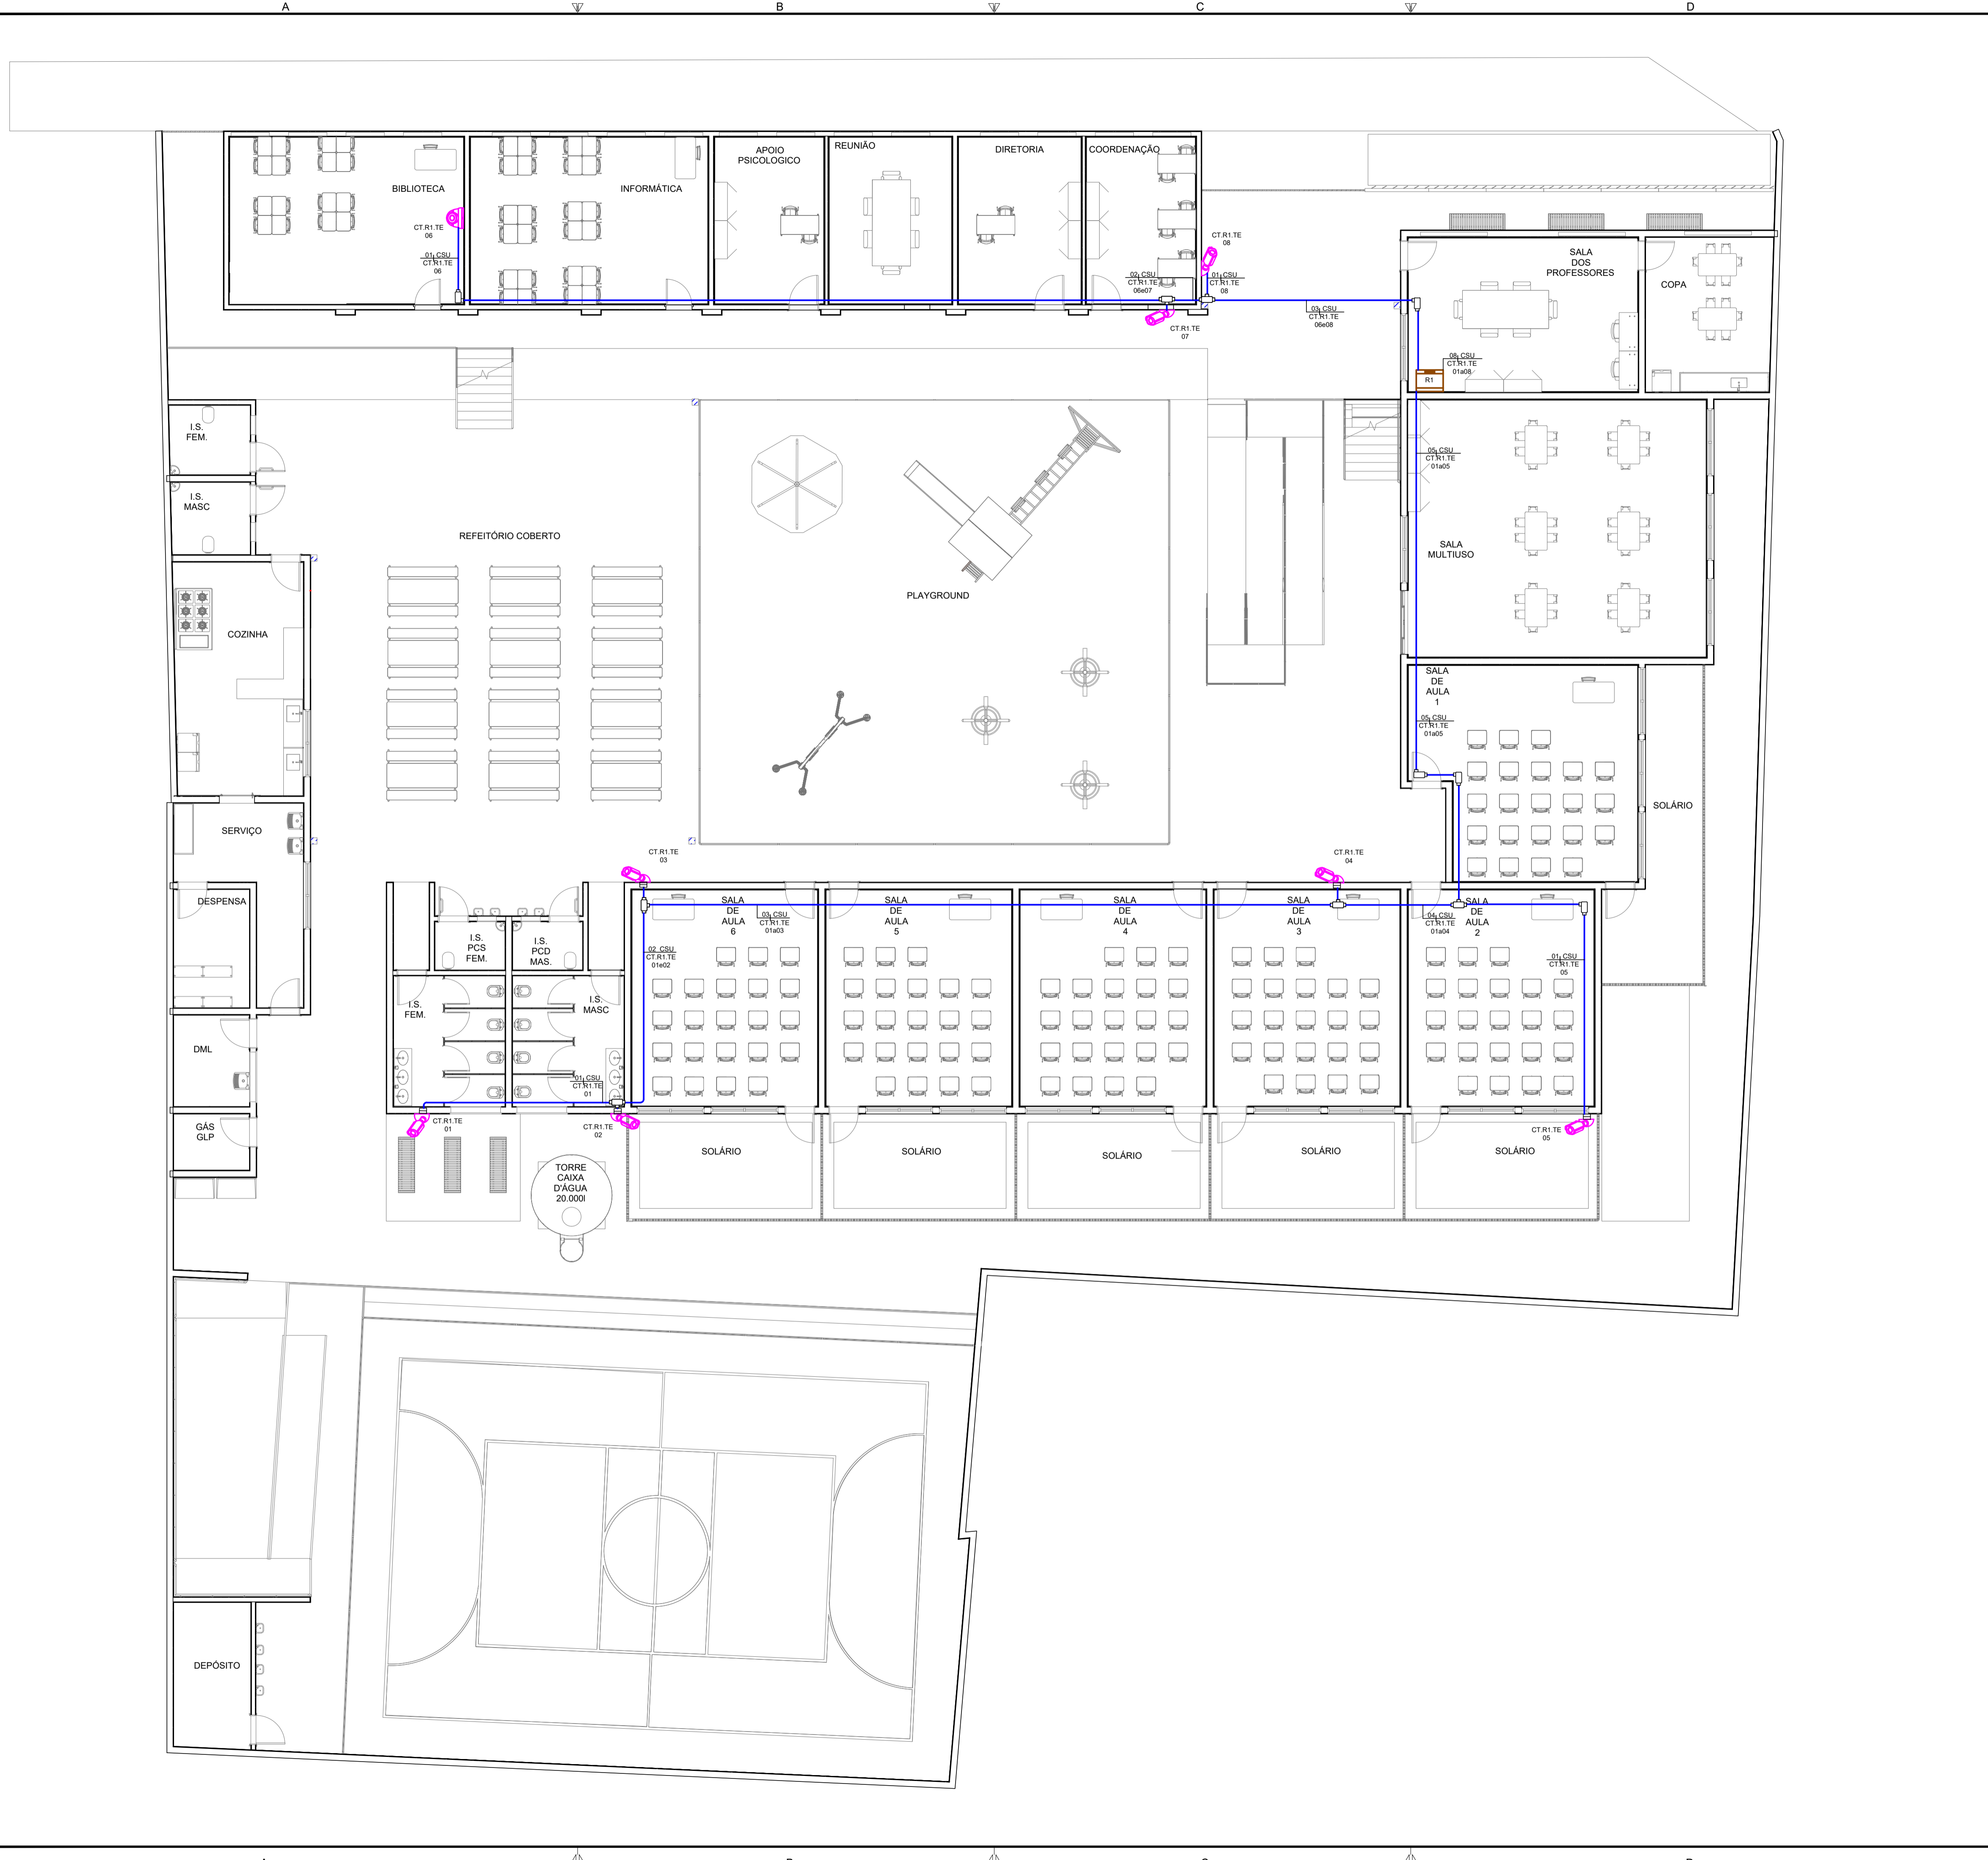 A
B
C
D
BIBLIOTECA
INFORMÁTICA
APOIO
PSICOLOGICO
REUNIÃO
DIRETORIA
COORDENAÇÃO
CT.R1.TE
06
01 CSU
CT.R1.TE
06
CT.R1.TE
08
02 CSU
CT.R1.TE
06e07
01 CSU
CT.R1.TE
08
CT.R1.TE
07
03 CSU
CT.R1.TE
06e08
SALA
DOS
PROFESSORES
COPA
08 CSU
CT.R1.TE
01a08
R1
I.S.
FEM.
I.S.
MASC
REFEITÓRIO COBERTO
PLAYGROUND
05 CSU
CT.R1.TE
01a05
SALA
MULTIUSO
COZINHA
SALA
DE
AULA
1
05 CSU
CT.R1.TE
01a05
SOLÁRIO
SERVIÇO
CT.R1.TE
03
CT.R1.TE
04
DESPENSA
SALA
DE
AULA
6
03 CSU
CT.R1.TE
01a03
SALA
DE
AULA
5
SALA
DE
AULA
4
SALA
DE
AULA
3
04 CSU
CT.R1.TE
01a04
SALA
DE
AULA
2
I.S.
PCS
FEM.
I.S.
PCD
MAS.
02 CSU
CT.R1.TE
01e02
01 CSU
CT.R1.TE
05
I.S.
FEM.
I.S.
MASC
DML
01 CSU
CT.R1.TE
01
GÁS
GLP
CT.R1.TE
01
CT.R1.TE
02
CT.R1.TE
05
SOLÁRIO
SOLÁRIO
SOLÁRIO
SOLÁRIO
SOLÁRIO
TORRE
CAIXA
D'ÁGUA
20.000l
DEPÓSITO